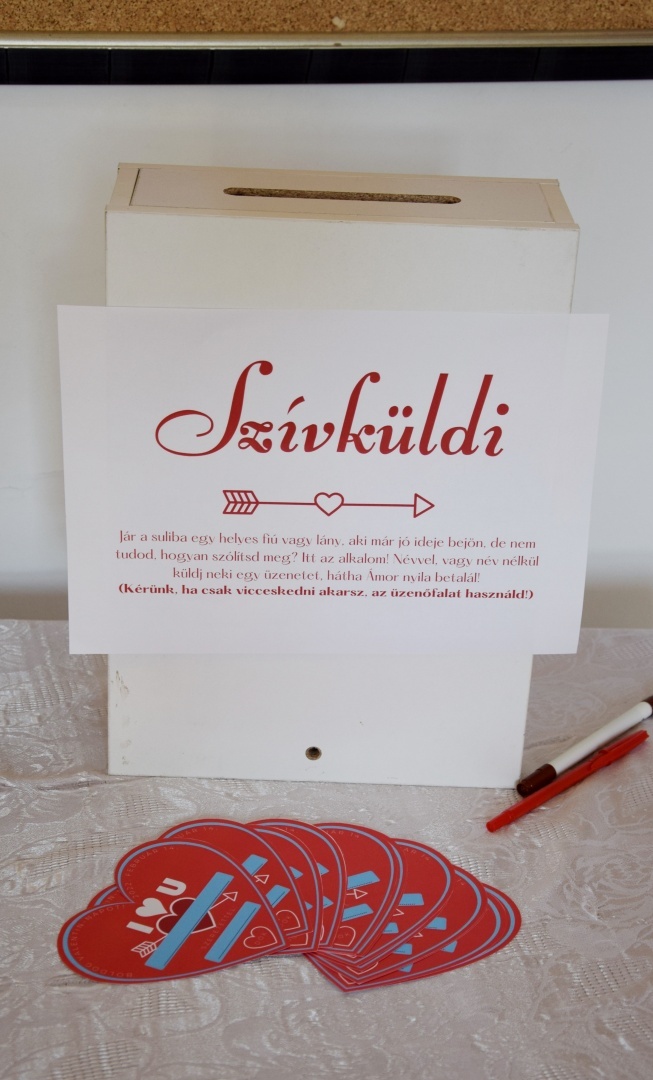 Szívküldi
Jár a suliba egy helyes fiú vagy lány, aki már jó ideje bejön, de nem
tudod, hogyan szólítsd meg? Itt az alkalom! Névvel, vagy név nélkül
küldj neki egy üzenetet, hátha Ámor nyila betalál!
(Kérünk, ha csak vicceskedni akarsz, az üzenőfalat használd!)
I U